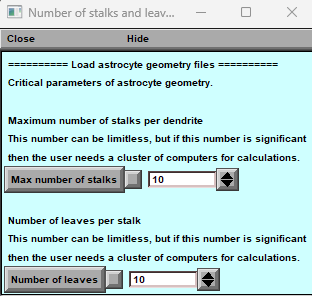 Number of stalks and leav...
Close Hide
========== Load astrocyte geometry files ==========
Critical parameters of astrocyte geometry.
Maximum number of stalks per dendrite
This number can be limitless, but if this number is significant
then the user needs a cluster of computers for calculations.
Max number of stalks 10
Number of leaves per stalk
This number can be limitless, but if this number is significant
then the user needs a cluster of computers for calculations.
Number of leaves 10